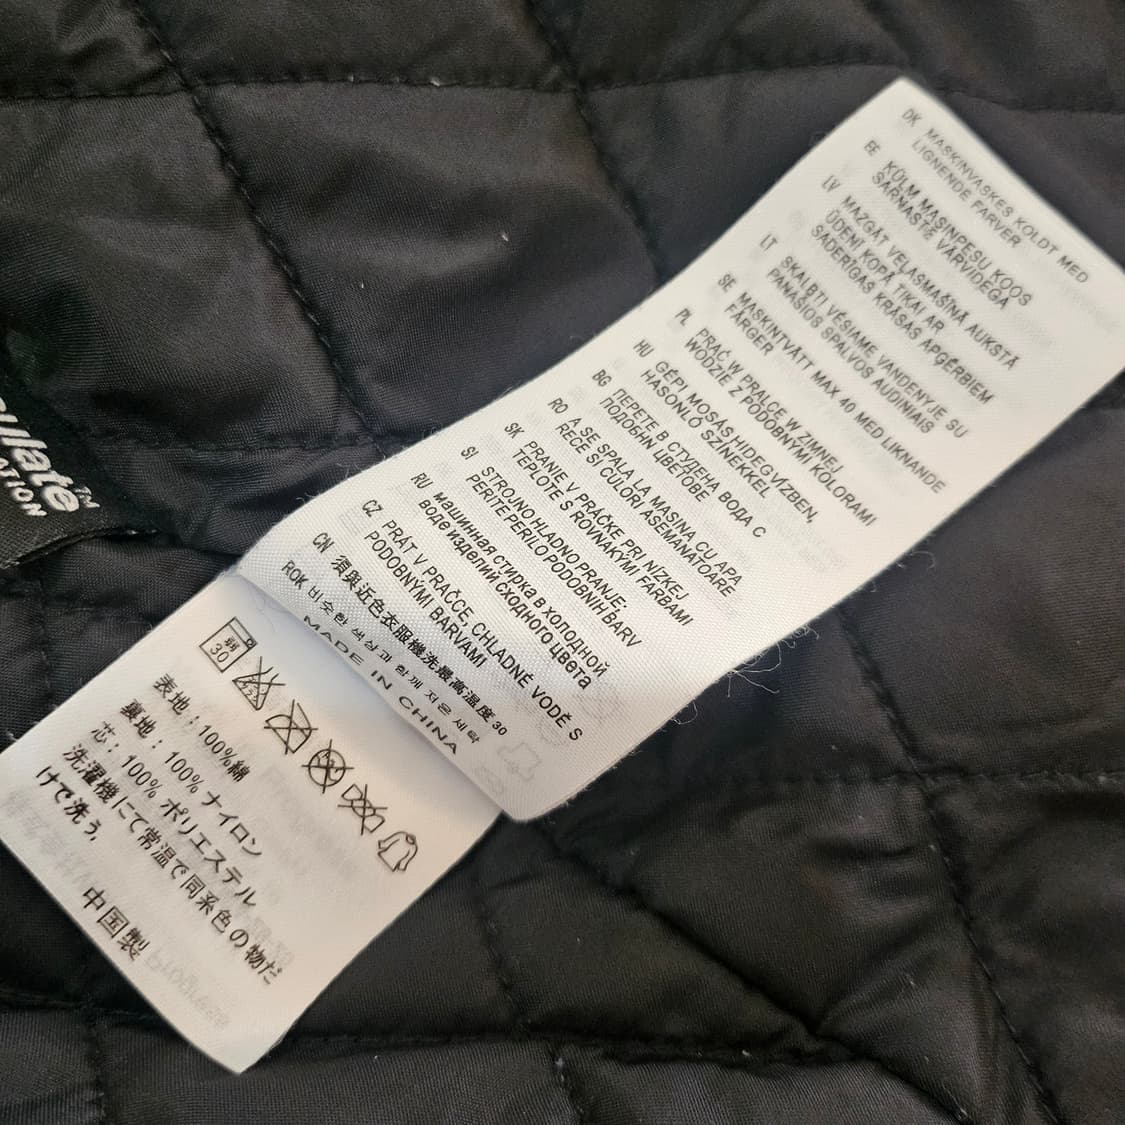 DK MASKINVASKES KOLDT MED
LIGNENDE FARVER
EE KÜLM MASINPESU KOOS
SARNASTE VÄRVIDEGA
LV MAZGĀT VEĻASMAŠĪNĀ AUKSTĀ
ŪDENĪ KOPĀ TIKAI AR
SADERĪGAS KRĀSAS APĢĒRBIEM
LT SKALBTI VĖSIAME VANDENYJE SU
PANAŠIOS SPALVOS AUDINIAIS
SE MASKINTVÄTT MAX 40 MED LIKNANDE
FÄRGER
PL PRAĆ W PRALCE W ZIMNEJ
WODZIE Z PODOBNYMI KOLORAMI
HU GÉPI MOSÁS HIDEG VÍZBEN,
HASONLÓ SZÍNEKKEL
BG ПЕРЕТЕ В СТУДЕНА ВОДА С
ПОДОБНИ ЦВЕТОВЕ
RO A SE SPALA LA MASINA CU APA
RECE SI CULORI ASEMANATOARE
SK PRANIE V PRÁČKE PRI NÍZKEJ
TEPLOTE S ROVNAKÝMI FARBAMI
SI STROJNO HLADNO PRANJE.
PERITE PERILO PODOBNIH BARV
RU машинная стирка в холодной
воде изделий сходного цвета
CZ PRÁT V PRAČCE, CHLADNÉ VODĚ S
PODOBNÝMI BARVAMI
CN 須與近色衣服機洗最高溫度 30
ROK 비슷한 색상과 함께 찬물 세탁
MADE IN CHINA
ulate™
ATION
弱
30
表地：100%綿
裏地：100% ナイロン
芯：100% ポリエステル
洗濯機にて常温で同系色の物だ
けで洗う.
中国製